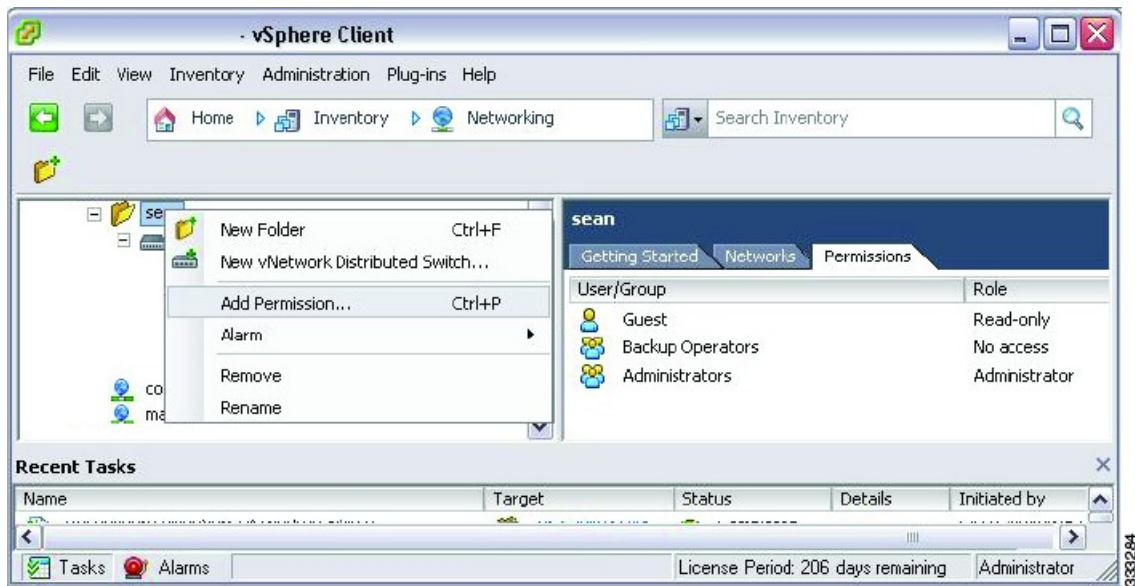 - vSphere Client
File Edit View Inventory Administration Plug-ins Help
Home Inventory Networking
Search Inventory
New Folder Ctrl+F
New vNetwork Distributed Switch...
Add Permission... Ctrl+P
Alarm
Remove
Rename
sean
Getting Started Networks Permissions
User/Group Role
Guest Read-only
Backup Operators No access
Administrators Administrator
Recent Tasks
Name Target Status Details Initiated by
Tasks Alarms License Period: 206 days remaining Administrator
333284